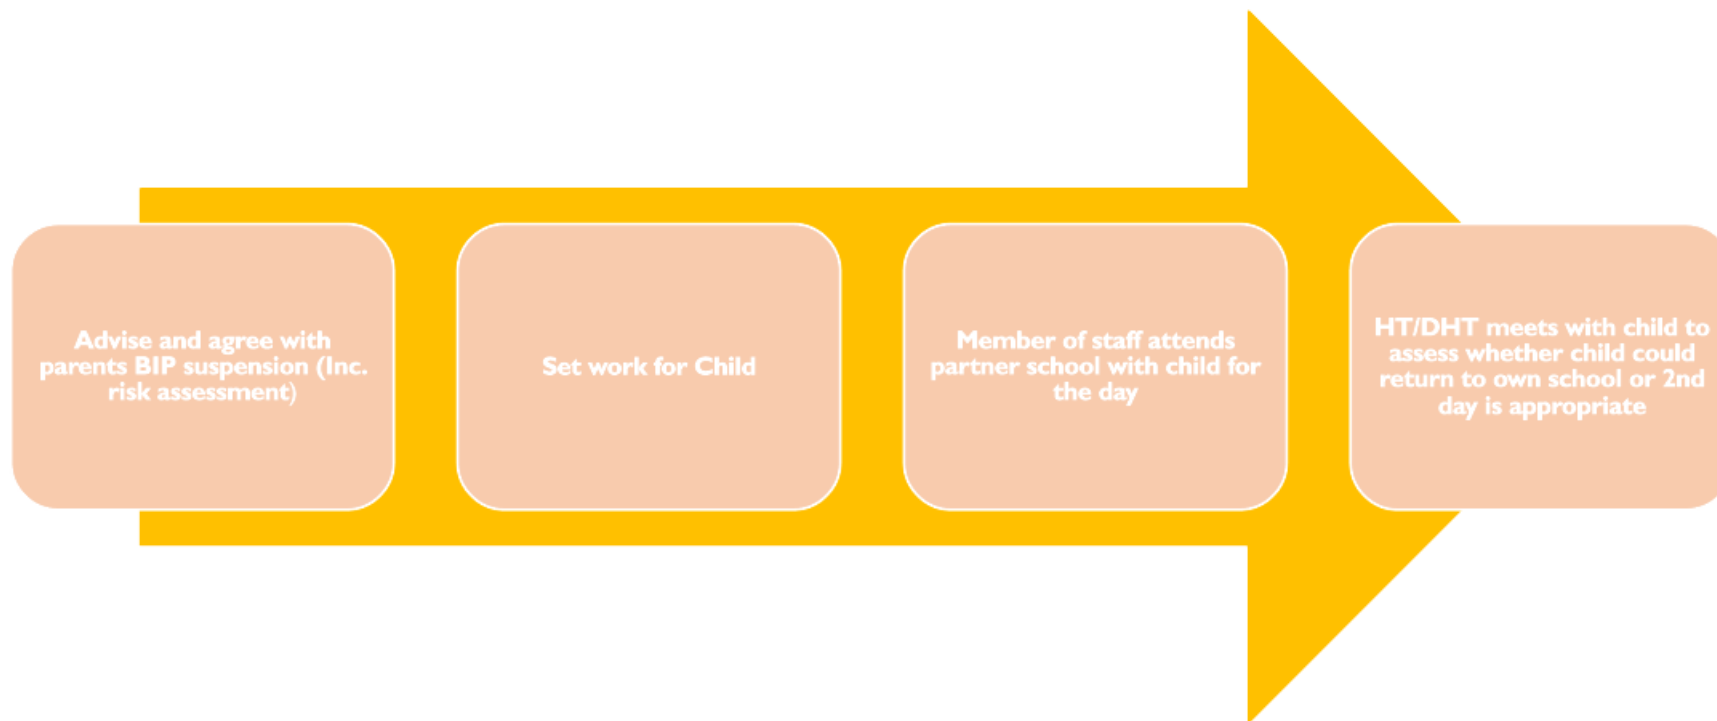 Advise and agree with
parents BIP suspension (Inc.
risk assessment)
Set work for Child
Member of staff attends
partner school with child for
the day
HT/DHT meets with child to
assess whether child could
return to own school or 2nd
day is appropriate